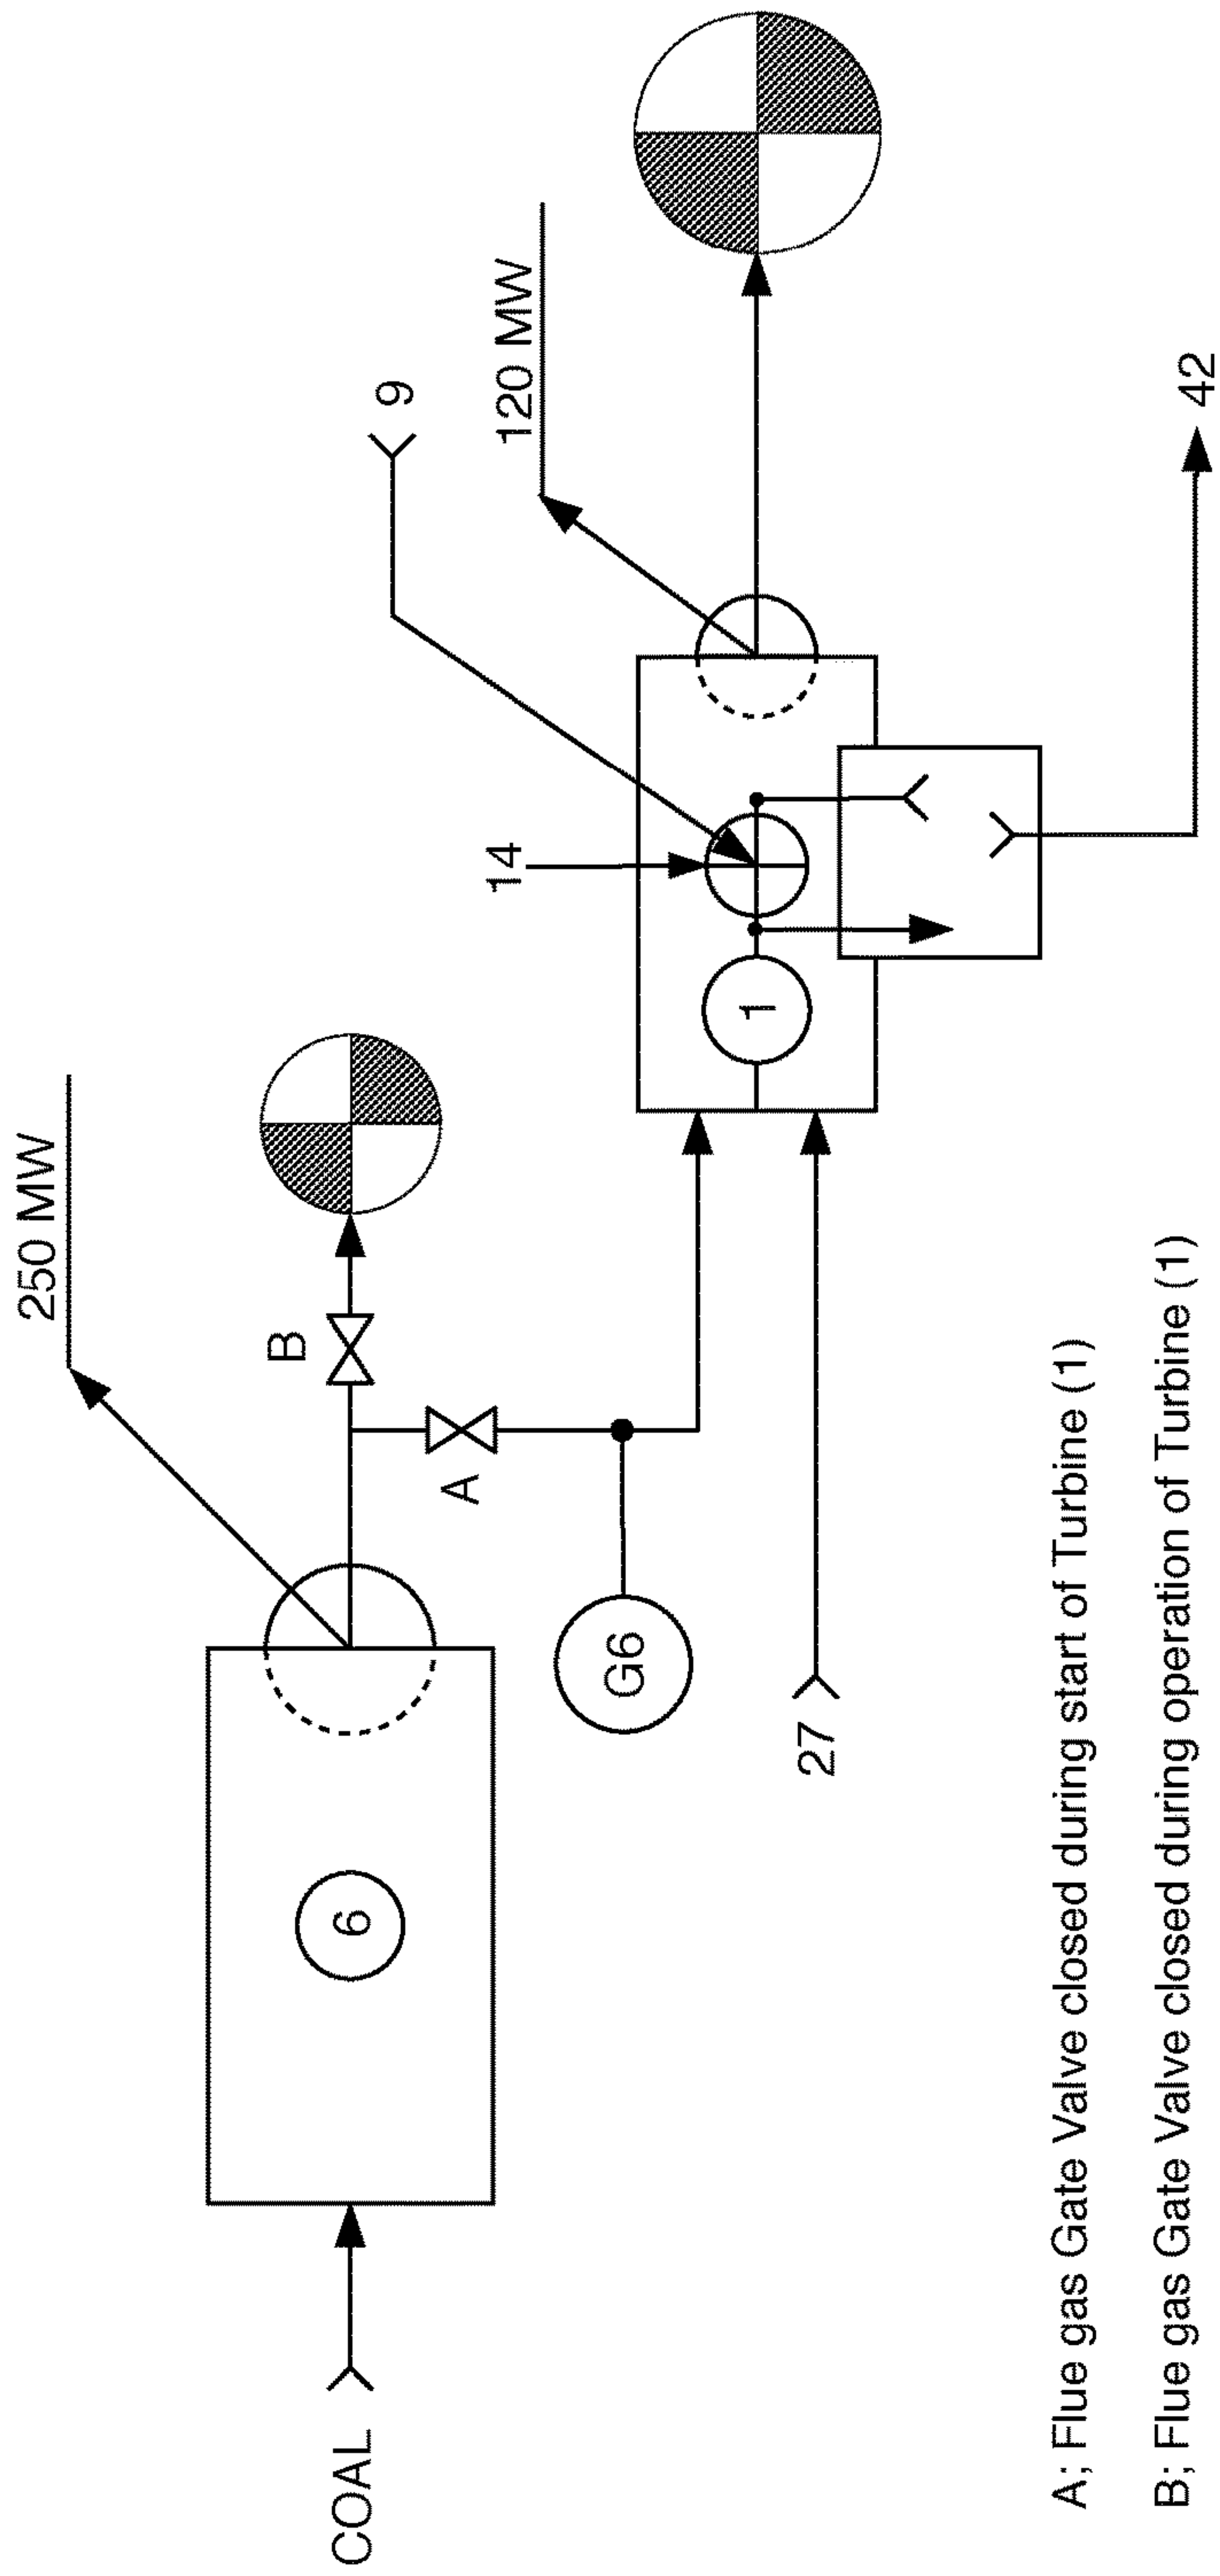 250 MW
B
A
COAL
6
G6
27
9
120 MW
14
1
42
A; Flue gas Gate Valve closed during start of Turbine (1)
B; Flue gas Gate Valve closed during operation of Turbine (1)